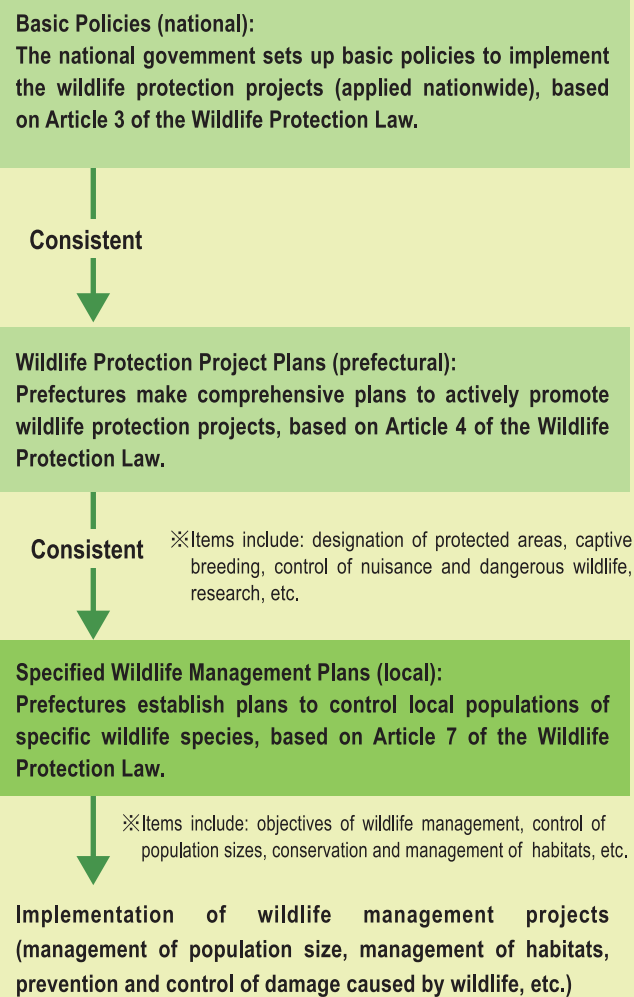 Basic Policies (national):
The national govemment sets up basic policies to implement
the wildlife protection projects (applied nationwide), based
on Article 3 of the Wildlife Protection Law.
Consistent
Wildlife Protection Project Plans (prefectural):
Prefectures make comprehensive plans to actively promote
wildlife protection projects, based on Article 4 of the Wildlife
Protection Law.
Consistent
※Items include: designation of protected areas, captive
breeding, control of nuisance and dangerous wildlife,
research, etc.
Specified Wildlife Management Plans (local):
Prefectures establish plans to control local populations of
specific wildlife species, based on Article 7 of the Wildlife
Protection Law.
※Items include: objectives of wildlife management, control of
population sizes, conservation and management of habitats, etc.
Implementation of wildlife management projects
(management of population size, management of habitats,
prevention and control of damage caused by wildlife, etc.)